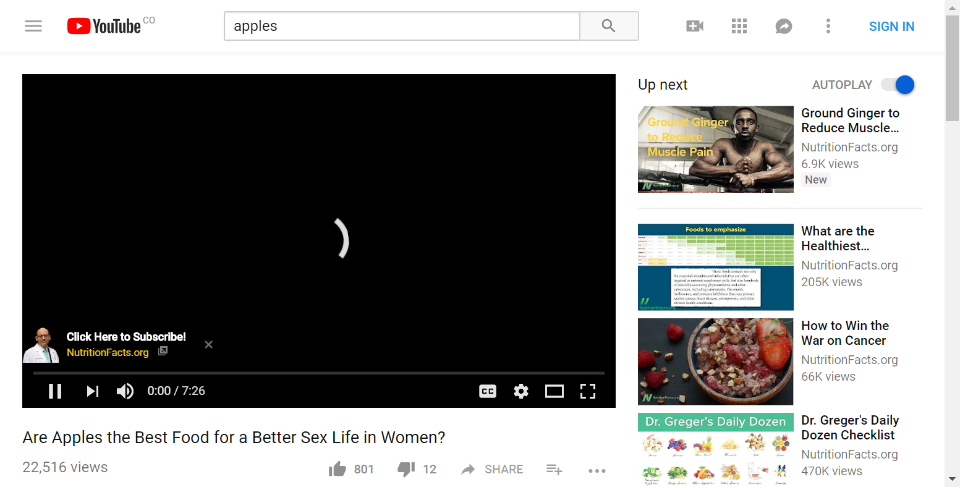 YouTube CO
apples
SIGN IN
Up next
AUTOPLAY
Ground Ginger
to Reduce
Muscle Pain
Ground Ginger to
Reduce Muscle...
NutritionFacts.org
6.9K views
New
Foods to emphasize
What are the
Healthiest...
NutritionFacts.org
205K views
How to Win the
War on Cancer
NutritionFacts.org
66K views
Dr. Greger's Daily Dozen
Dr. Greger's Daily
Dozen Checklist
NutritionFacts.org
470K views
Click Here to Subscribe!
NutritionFacts.org
0:00 / 7:26
CC
Are Apples the Best Food for a Better Sex Life in Women?
22,516 views
801
12
SHARE